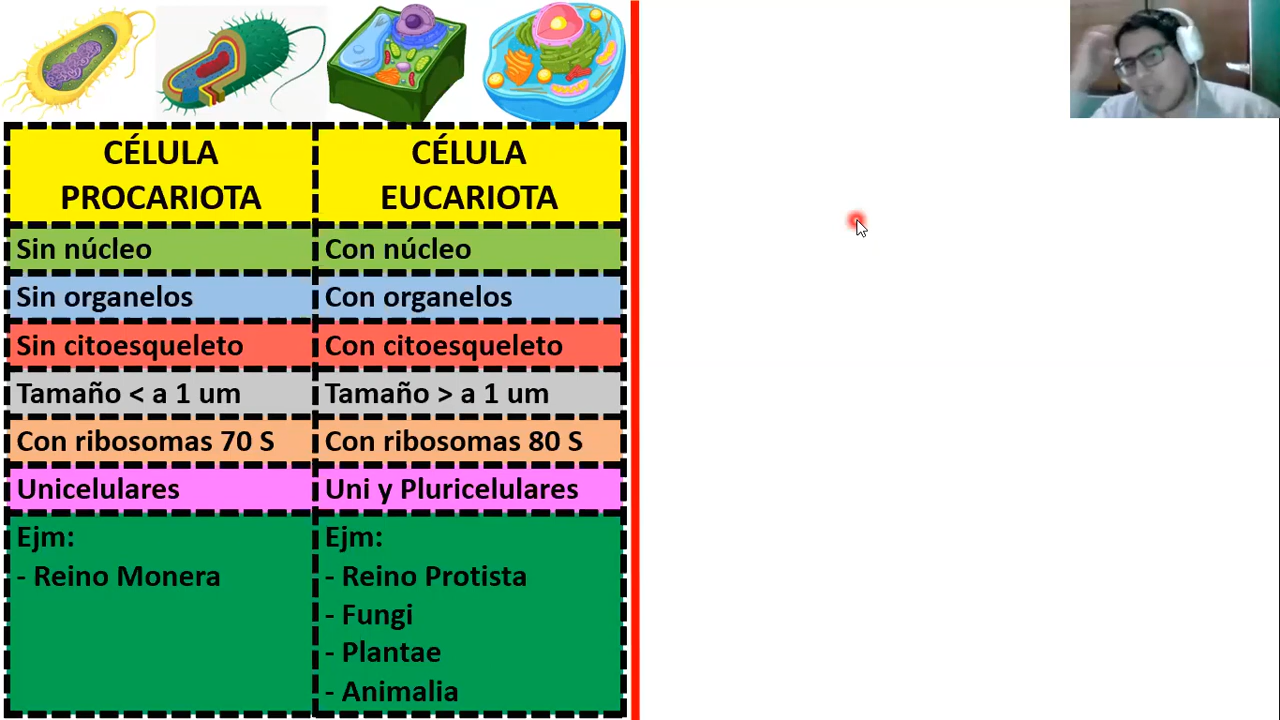 CÉLULA
PROCARIOTA
CÉLULA
EUCARIOTA
Sin núcleo
Con núcleo
Sin organelos
Con organelos
Sin citoesqueleto
Con citoesqueleto
Tamaño < a 1 um
Tamaño > a 1 um
Con ribosomas 70 S
Con ribosomas 80 S
Unicelulares
Uni y Pluricelulares
Ejm:
- Reino Monera
Ejm:
- Reino Protista
- Fungi
- Plantae
- Animalia